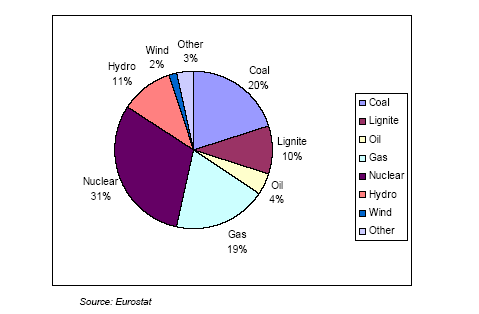 Other
3%
Wind
2%
Hydro
11%
Coal
20%
Lignite
10%
Oil
4%
Gas
19%
Nuclear
31%
Coal
Lignite
Oil
Gas
Nuclear
Hydro
Wind
Other
Source: Eurostat